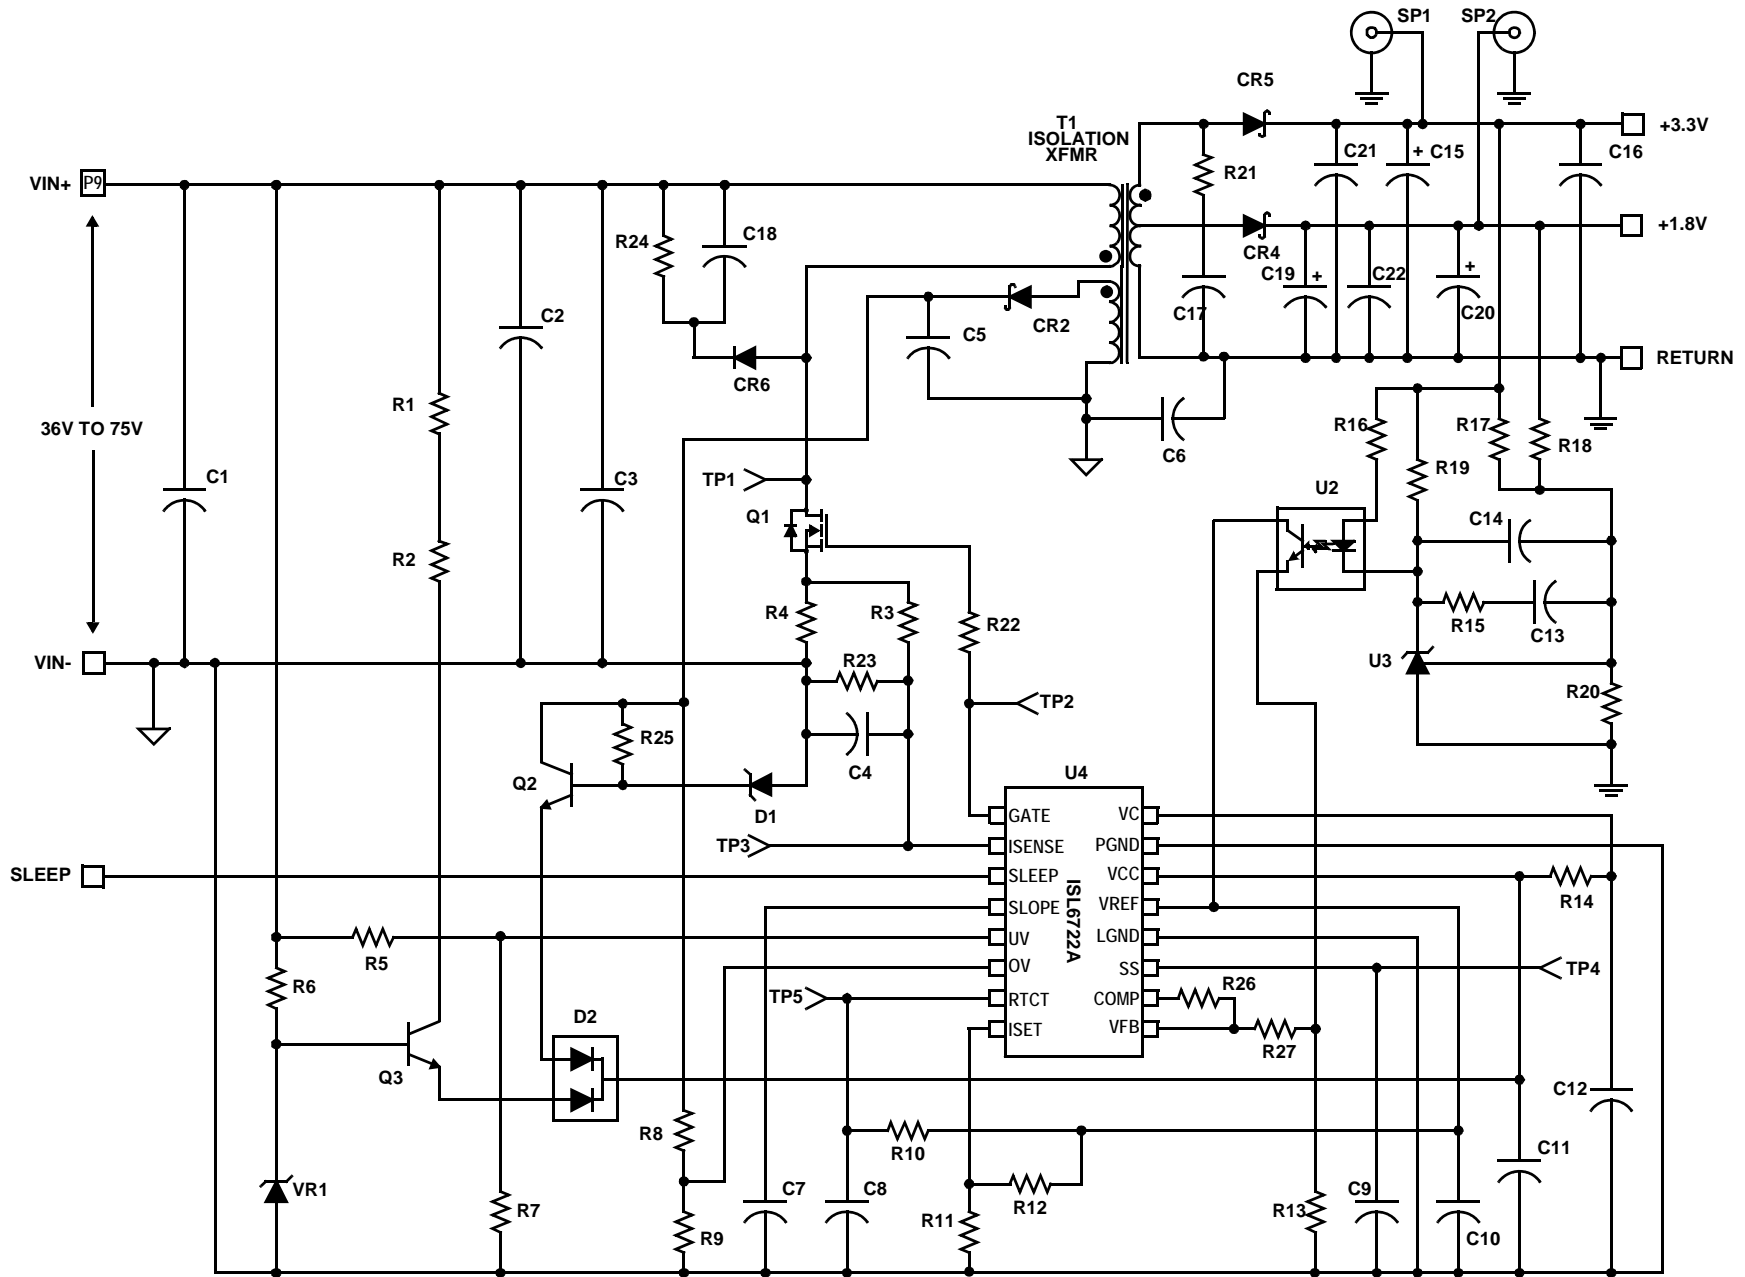 SP1
SP2
CR5
T1
ISOLATION
XFMR
+3.3V
C21
+
C15
C16
R21
VIN+
P9
+1.8V
R24
C18
CR4
C19
+
C22
+
C20
C17
C2
C5
CR2
CR6
RETURN
R1
36V TO 75V
R16
R17
R18
C6
R19
C1
C3
TP1
U2
Q1
C14
R2
R4
R3
R22
R15
C13
VIN-
R23
U3
R20
TP2
R25
C4
Q2
D1
U4
GATE
VC
TP3
ISENSE
PGND
SLEEP
SLEEP
VCC
R14
ISL6722A
SLOPE
VREF
UV
LGND
R5
OV
SS
TP4
R6
R26
TP5
RTCT
COMP
D2
ISET
VFB
R27
Q3
C12
R8
R10
C11
VR1
C7
C8
R12
C9
R7
R11
R13
R9
C10